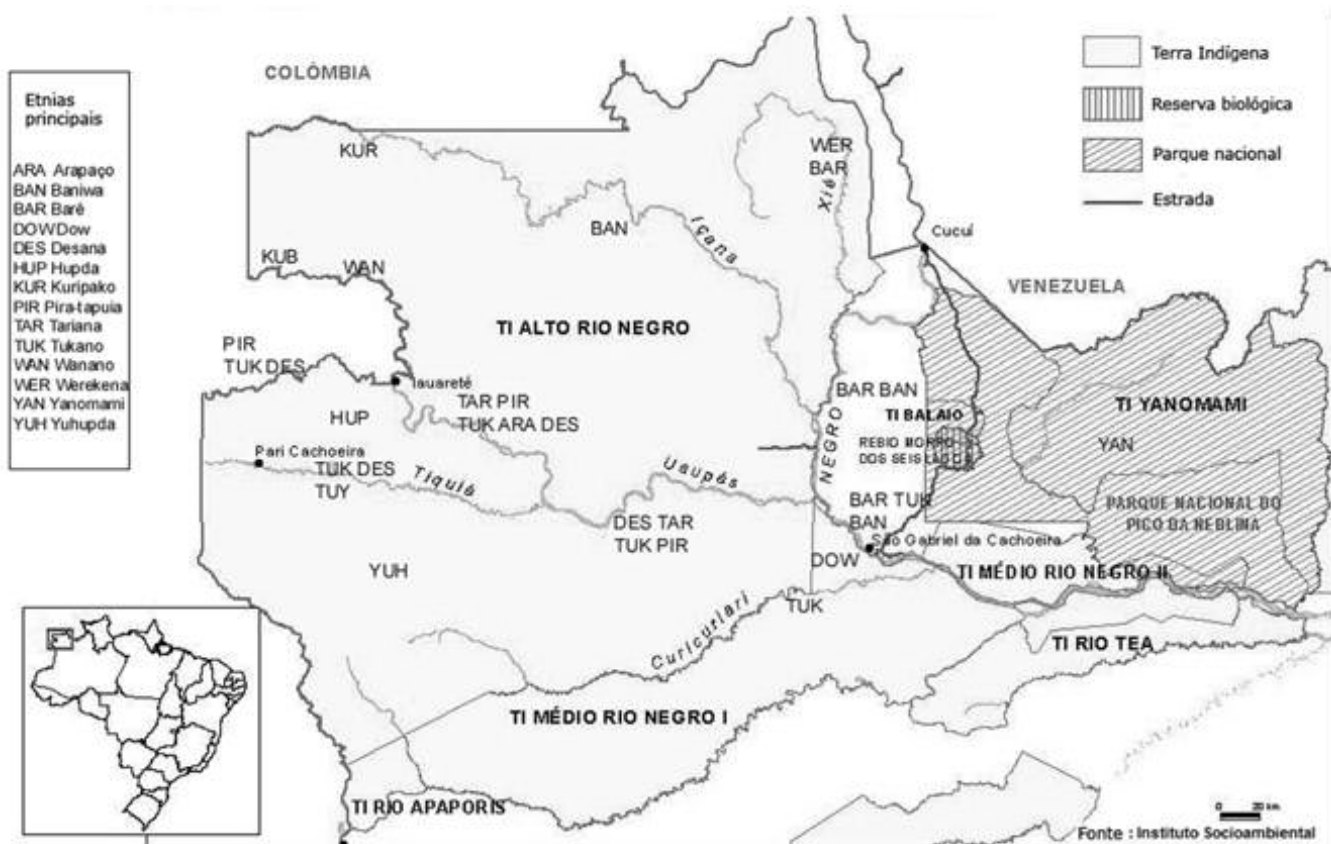 COLÔMBIA
Terra Indígena
Reserva biológica
Parque nacional
Estrada
Etnias
principais
ARA Arapaço
BAN Baniwa
BAR Barê
DOW Dow
DES Desana
HUP Hupda
KUR Kuripako
PIR Pira-tapuia
TAR Tariana
TUK Tukano
WAN Wanano
WER Werekena
YAN Yanomami
YUH Yuhupda
KUR
WER
BAR
Xié
BAN
Içana
Cucuí
KUB
WAN
VENEZUELA
TI ALTO RIO NEGRO
PIR
TUK DES
Iauaretê
TAR PIR
TUK ARA DES
HUP
BAR BAN
TI BALAIO
TI YANOMAMI
NEGRO
REBIO MORRO
DOS SEIS LAGOS
YAN
Pari Cachoeira
TUK DES
TUY
Tiquié
Uaupés
BAR TUK
BAN
PARQUE NACIONAL DO
PICO DA NEBLINA
DES TAR
TUK PIR
São Gabriel da Cachoeira
DOW
YUH
TI MÉDIO RIO NEGRO II
TUK
Curicuriari
TI RIO TEA
TI MÉDIO RIO NEGRO I
TI RIO APAPORIS
0 20 km
Fonte : Instituto Socioambiental